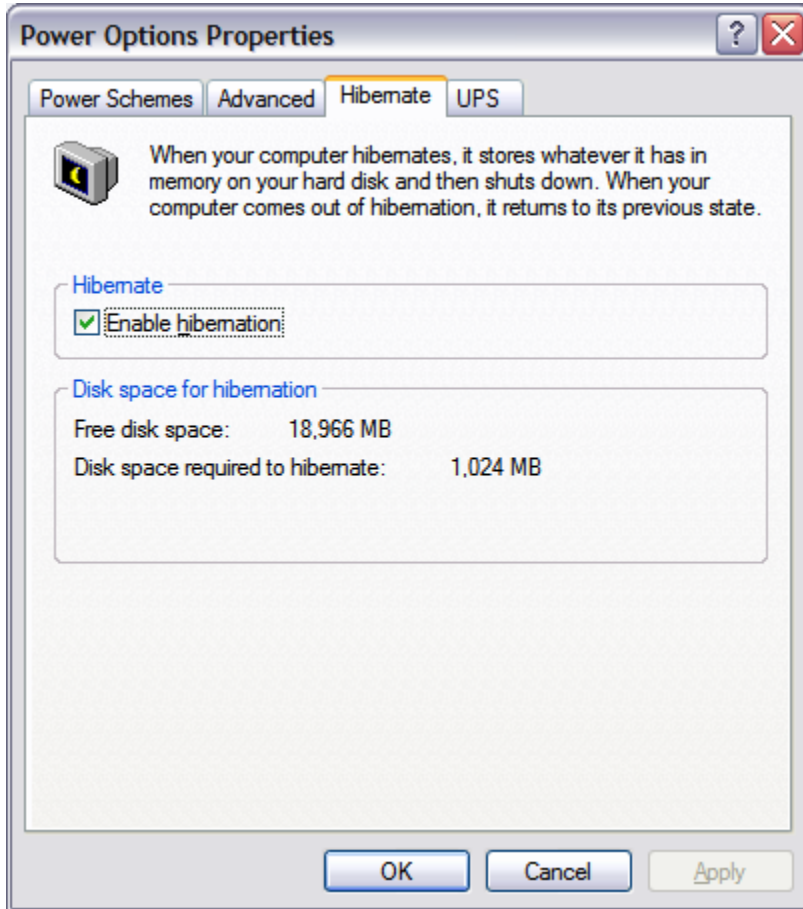 Power Options Properties
Power Schemes Advanced Hibernate UPS
When your computer hibernates, it stores whatever it has in
memory on your hard disk and then shuts down. When your
computer comes out of hibernation, it returns to its previous state.
Hibernate
Enable hibernation
Disk space for hibernation
Free disk space: 18,966 MB
Disk space required to hibernate: 1,024 MB
OK Cancel Apply